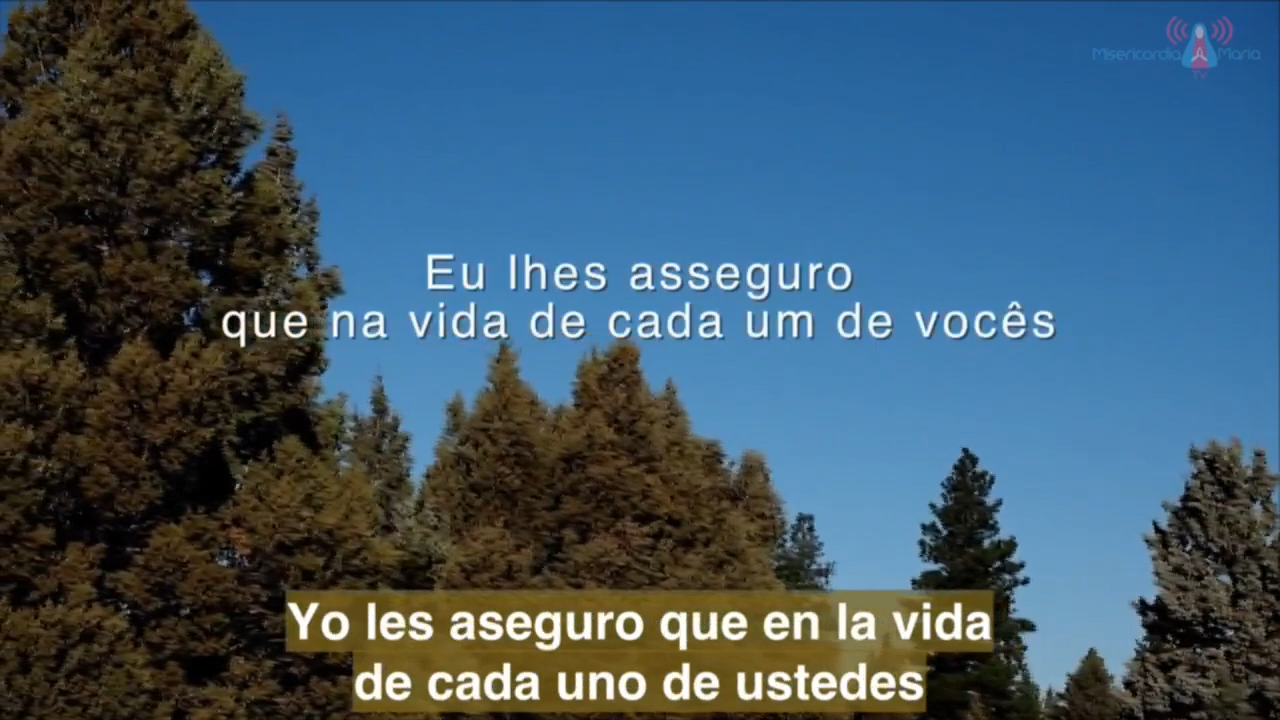 Misericordia Maria
TV
Eu lhes asseguro
que na vida de cada um de vocês
Yo les aseguro que en la vida
de cada uno de ustedes